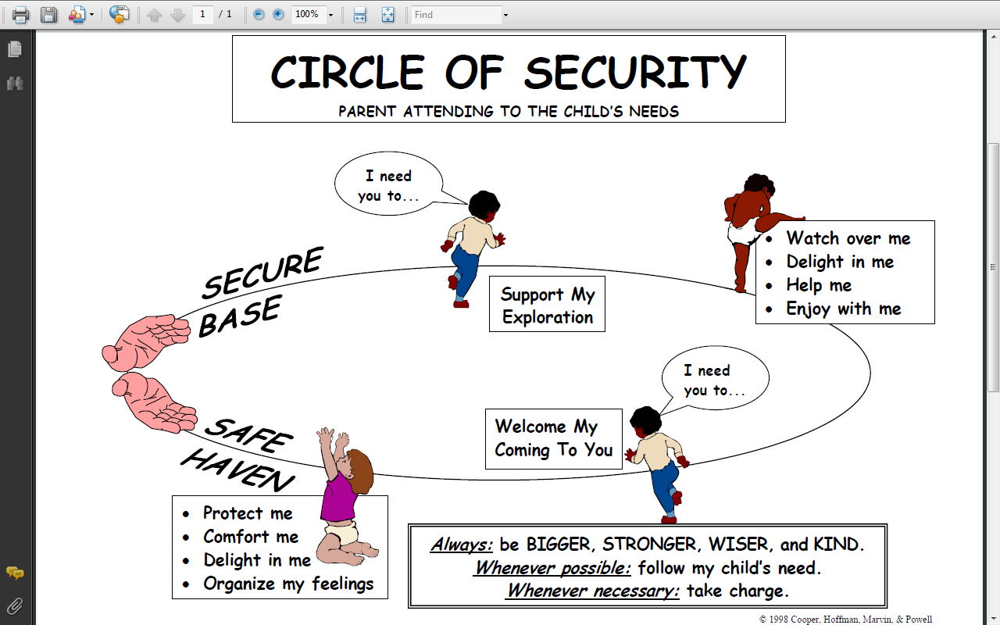 1 / 1
100%
Find
CIRCLE OF SECURITY
PARENT ATTENDING TO THE CHILD'S NEEDS
I need
you to...
SECURE
BASE
Support My
Exploration
• Watch over me
• Delight in me
• Help me
• Enjoy with me
I need
you to...
Welcome My
Coming To You
SAFE
HAVEN
• Protect me
• Comfort me
• Delight in me
• Organize my feelings
Always: be BIGGER, STRONGER, WISER, and KIND.
Whenever possible: follow my child's need.
Whenever necessary: take charge.
© 1998 Cooper, Hoffman, Marvin, & Powell